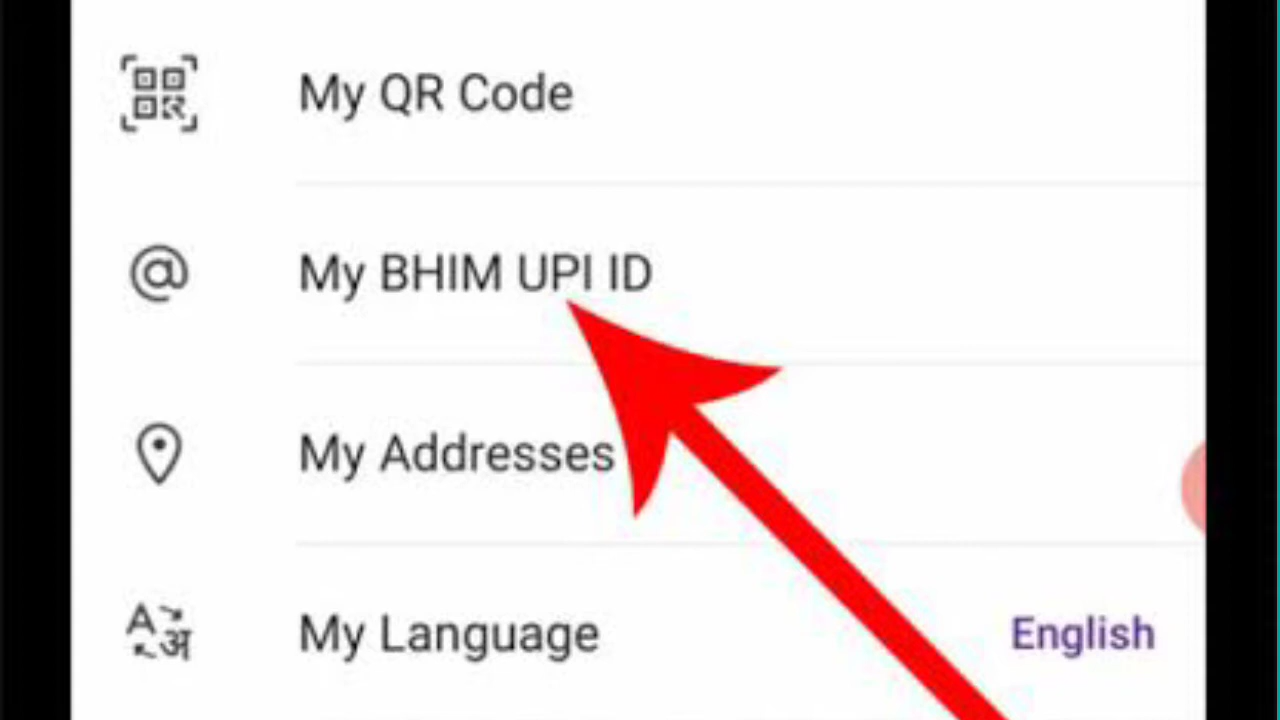 My QR Code
@ My BHIM UPI ID
My Addresses
A अ My Language English